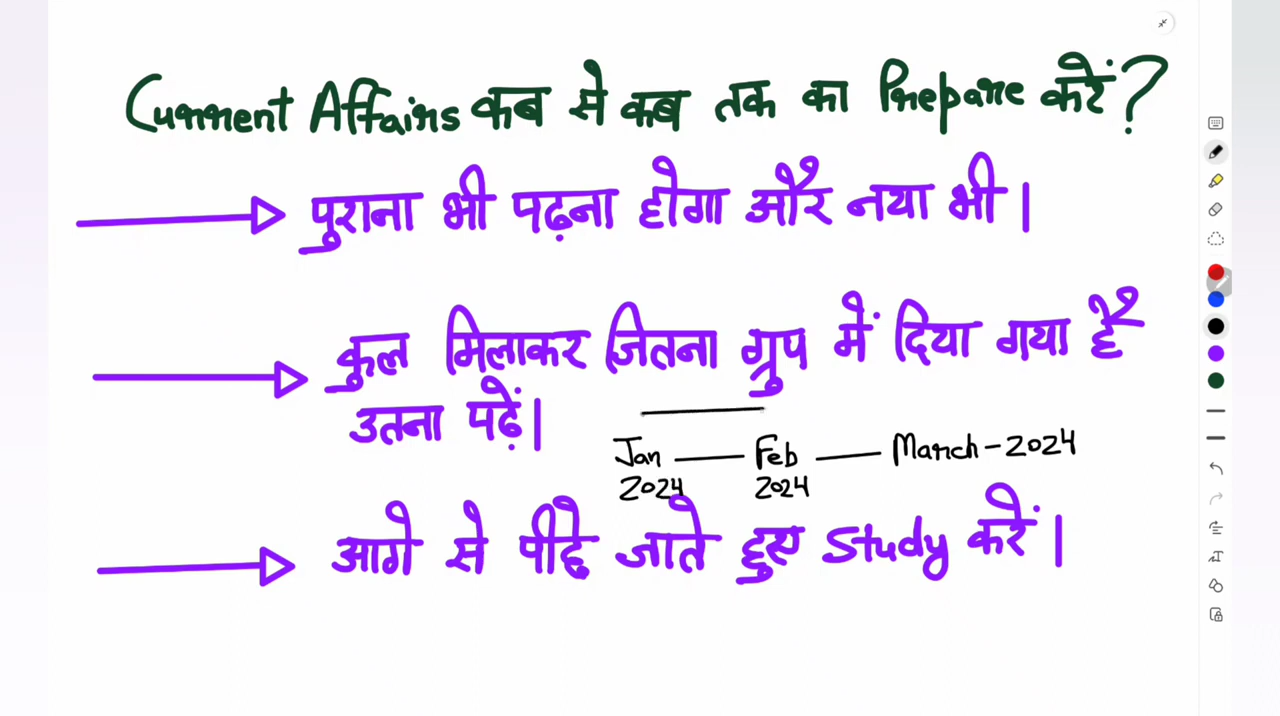 Current Affairs कब से कब तक का Prepare करें?
पुराना भी पढ़ना होगा और नया भी।
कुल मिलाकर जितना ग्रुप में दिया गया है
उतना पढ़ें।
Jan — Feb — March - 2024
2024 2024
आगे से पीछे जाते हुए Study करें।